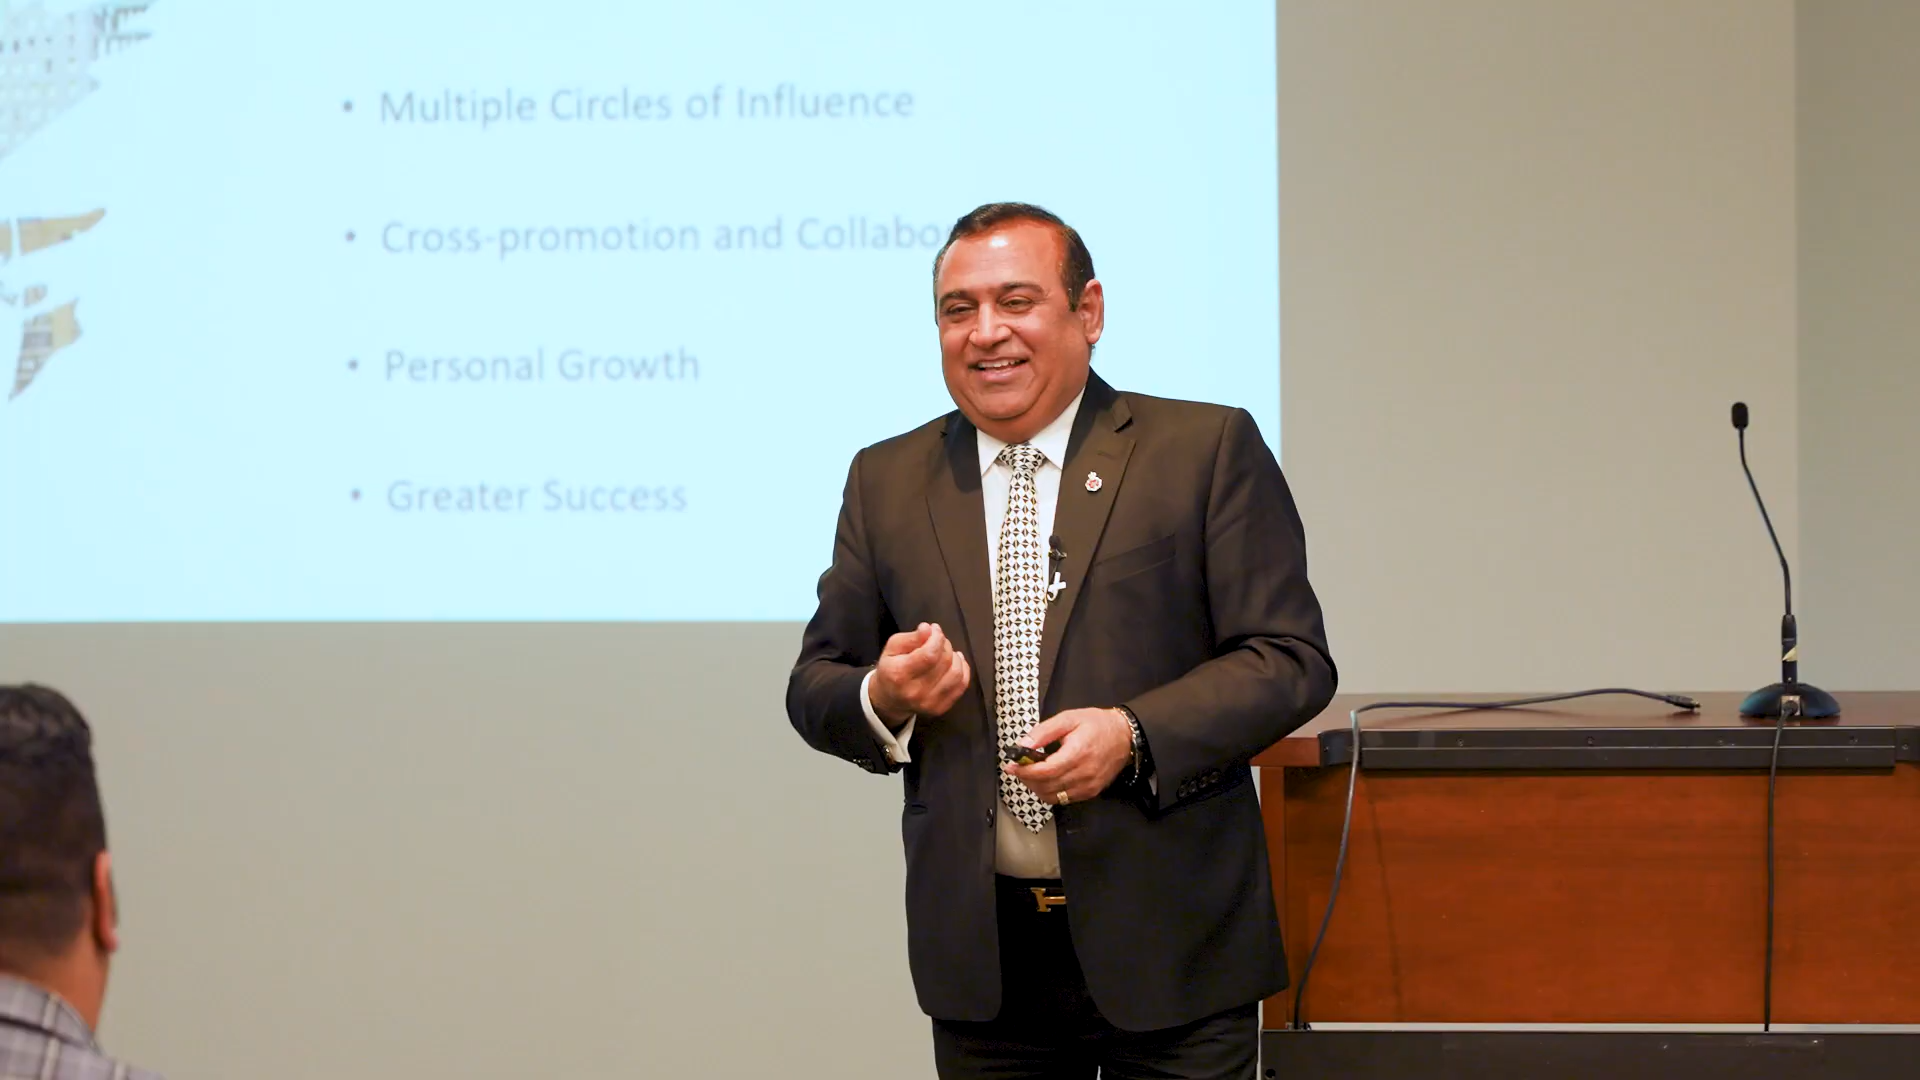 • Multiple Circles of Influence
• Cross-promotion and Collabo
• Personal Growth
• Greater Success